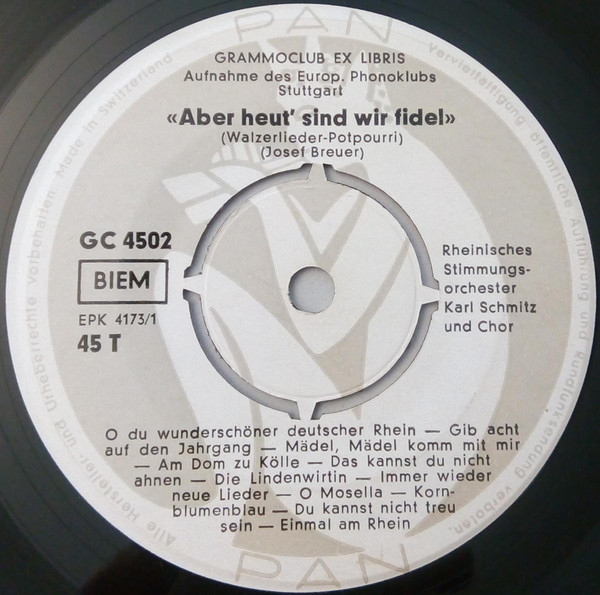 PAN
GRAMMOCLUB EX LIBRIS
Aufnahme des Europ. Phonoklubs
Stuttgart
«Aber heut' sind wir fidel»
(Walzerlieder-Potpourri)
(Josef Breuer)
GC 4502
BIEM
EPK 4173/1
45 T
Rheinisches
Stimmungs-
orchester
Karl Schmitz
und Chor
O du wunderschöner deutscher Rhein — Gib acht
auf den Jahrgang — Mädel, Mädel komm mit mir
— Am Dom zu Kölle — Das kannst du nicht
ahnen — Die Lindenwirtin — Immer wieder
neue Lieder — O Mosella — Korn-
blumenblau — Du kannst nicht treu
sein — Einmal am Rhein
PAN
Alle Hersteller- und Urheberrechte vorbehalten. Made in Switzerland
Vervielfältigung öffentliche Aufführung und Rundfunksendung verboten.